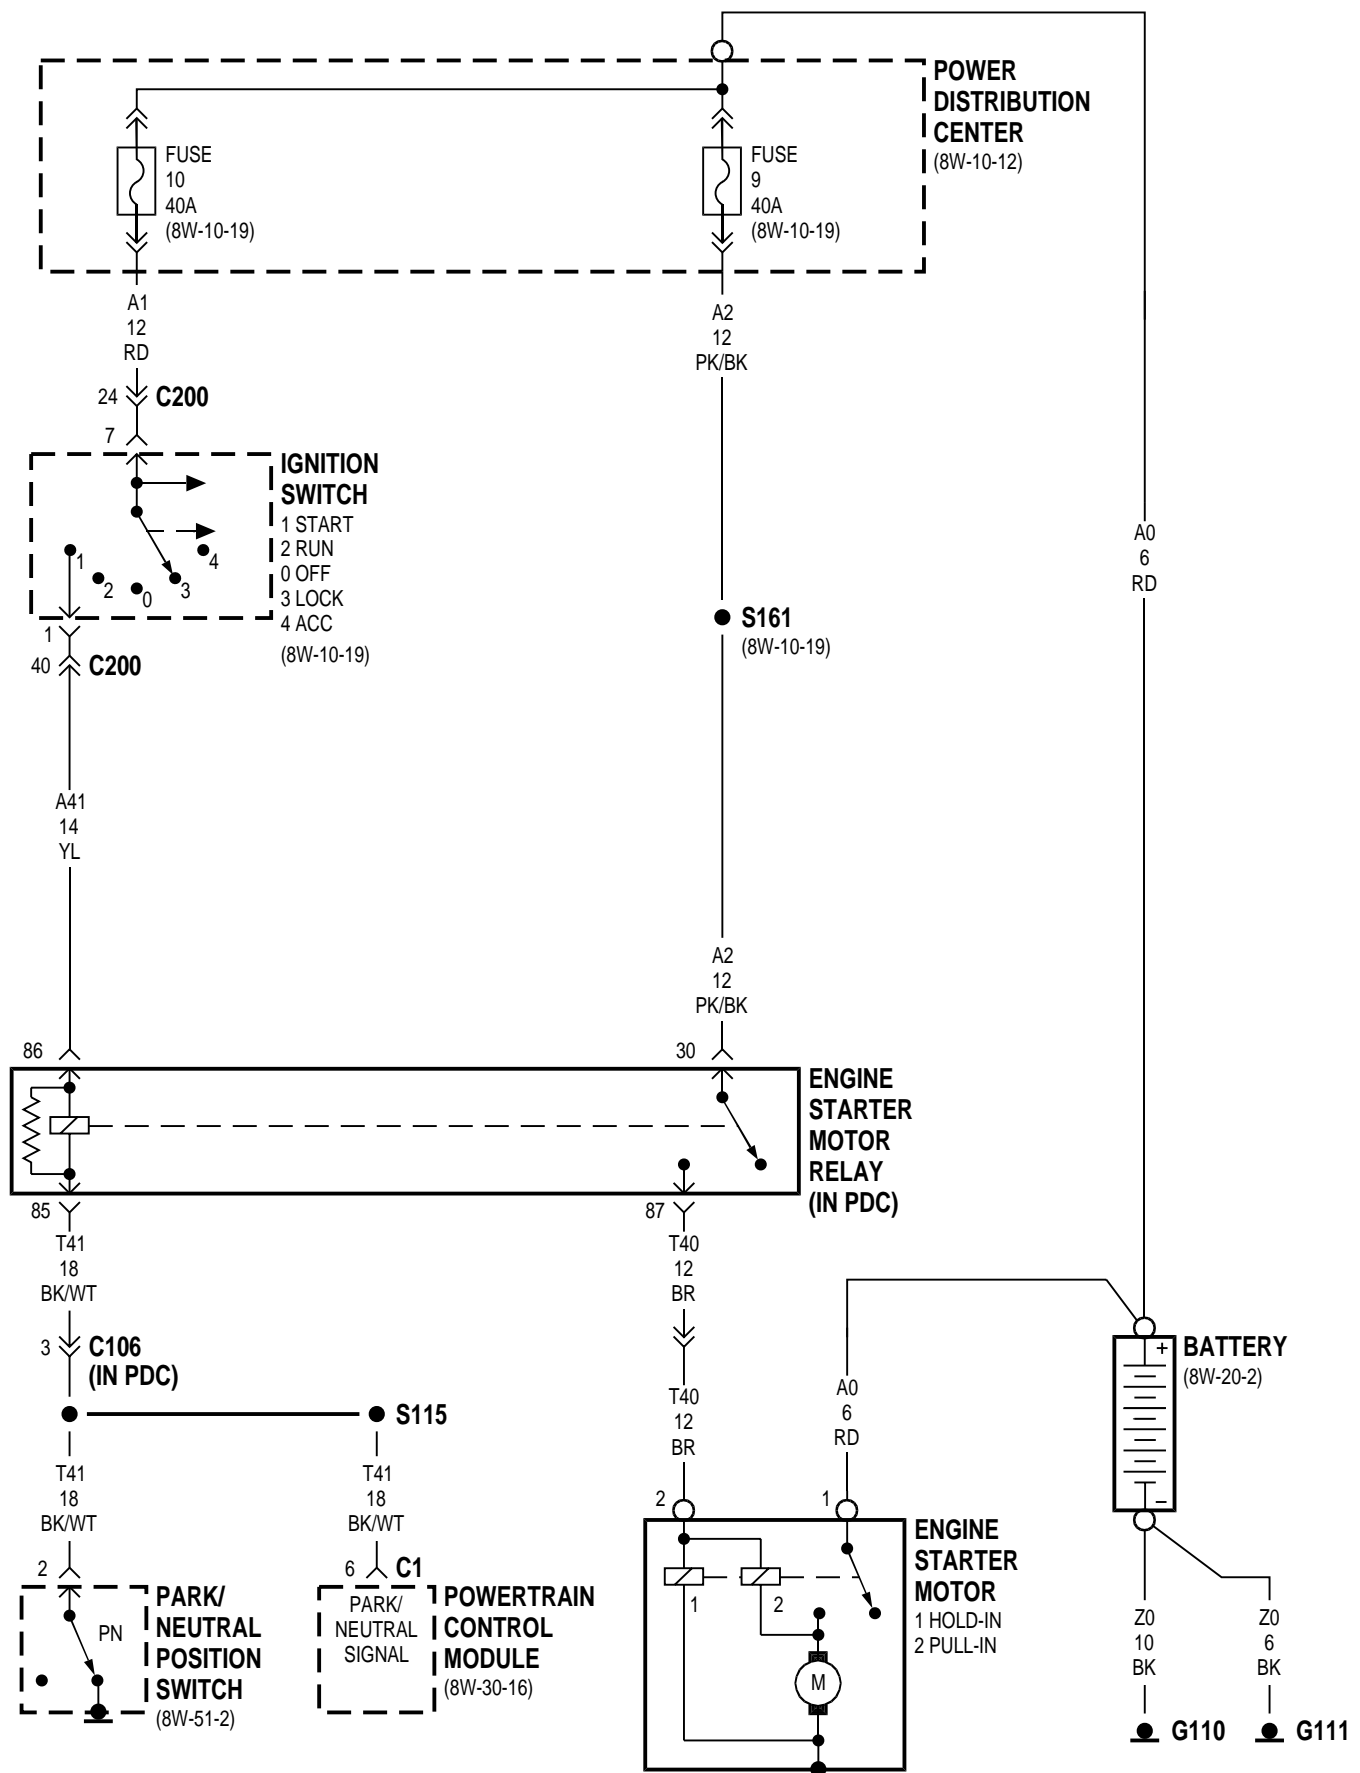 POWER
DISTRIBUTION
CENTER
(8W-10-12)
FUSE
10
40A
(8W-10-19)
FUSE
9
40A
(8W-10-19)
A1
12
RD
A2
12
PK/BK
24
C200
7
IGNITION
SWITCH
1 START
2 RUN
0 OFF
3 LOCK
4 ACC
(8W-10-19)
1
2
0
3
4
1
40
C200
A0
6
RD
S161
(8W-10-19)
A41
14
YL
A2
12
PK/BK
86
30
ENGINE
STARTER
MOTOR
RELAY
(IN PDC)
85
87
T41
18
BK/WT
T40
12
BR
3
C106
(IN PDC)
BATTERY
(8W-20-2)
+
–
T40
12
BR
A0
6
RD
S115
T41
18
BK/WT
T41
18
BK/WT
2
1
2
6
C1
PARK/
NEUTRAL
POSITION
SWITCH
(8W-51-2)
PN
PARK/
NEUTRAL
SIGNAL
POWERTRAIN
CONTROL
MODULE
(8W-30-16)
ENGINE
STARTER
MOTOR
1 HOLD-IN
2 PULL-IN
1
2
M
Z0
10
BK
Z0
6
BK
G110
G111